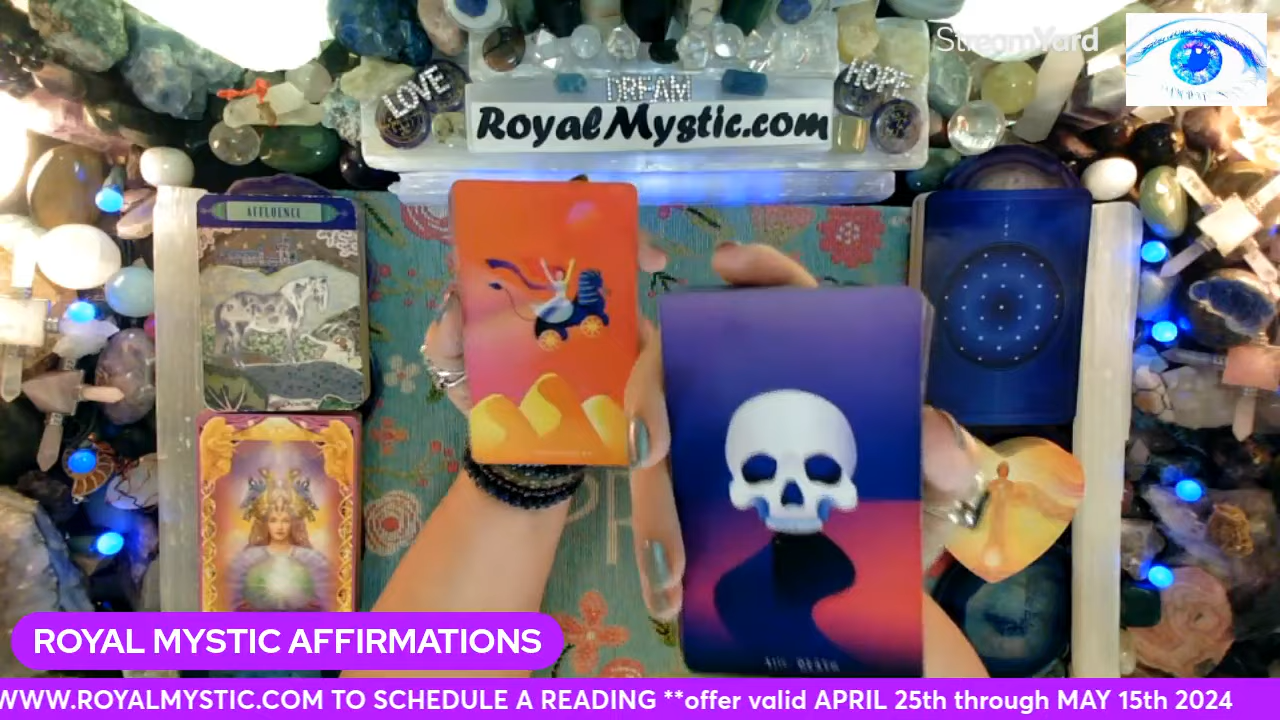 StreamYard
LOVE
DREAM
HOPE
RoyalMystic.com
AFFLUENCE
DEATH
ROYAL MYSTIC AFFIRMATIONS
WWW.ROYALMYSTIC.COM TO SCHEDULE A READING **offer valid APRIL 25th through MAY 15th 2024